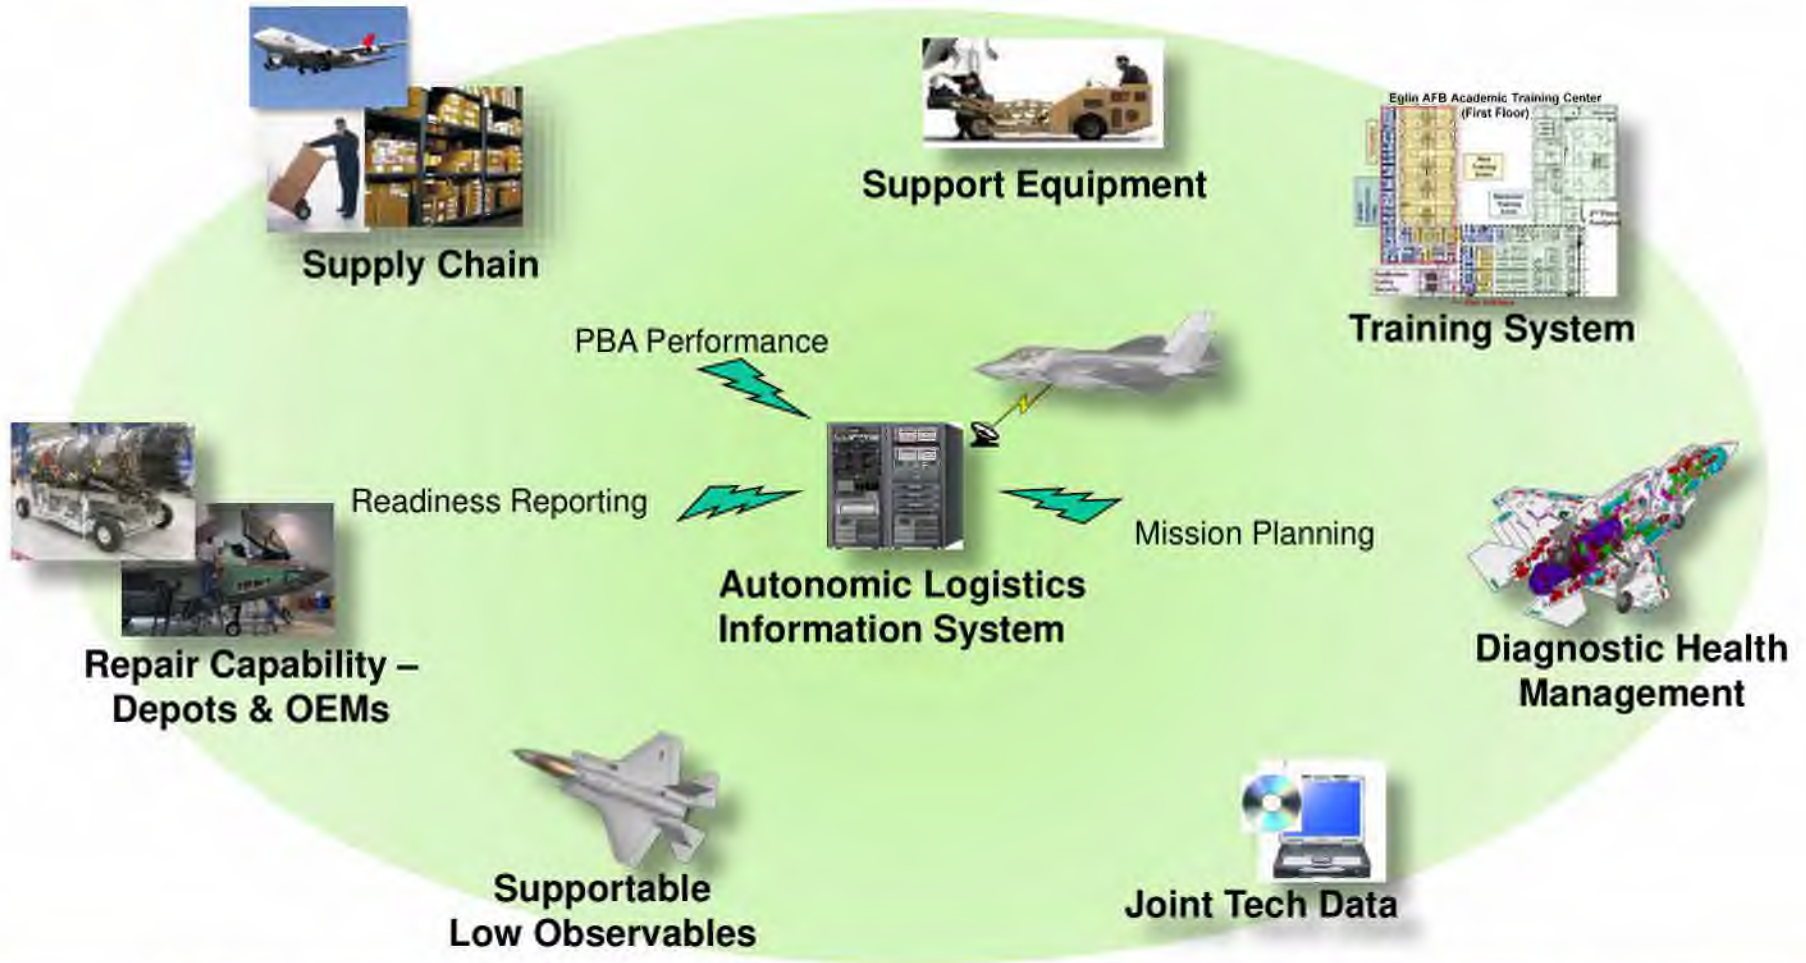 Supply Chain
Support Equipment
Eglin AFB Academic Training Center
(First Floor)
Training System
PBA Performance
Readiness Reporting
Mission Planning
Autonomic Logistics
Information System
Repair Capability –
Depots & OEMs
Diagnostic Health
Management
Supportable
Low Observables
Joint Tech Data